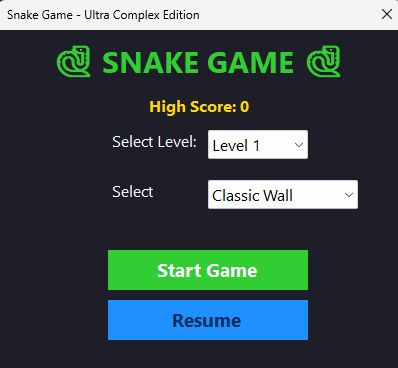 Snake Game - Ultra Complex Edition
🐍 SNAKE GAME 🐍
High Score: 0
Select Level: Level 1
Select Classic Wall
Start Game
Resume